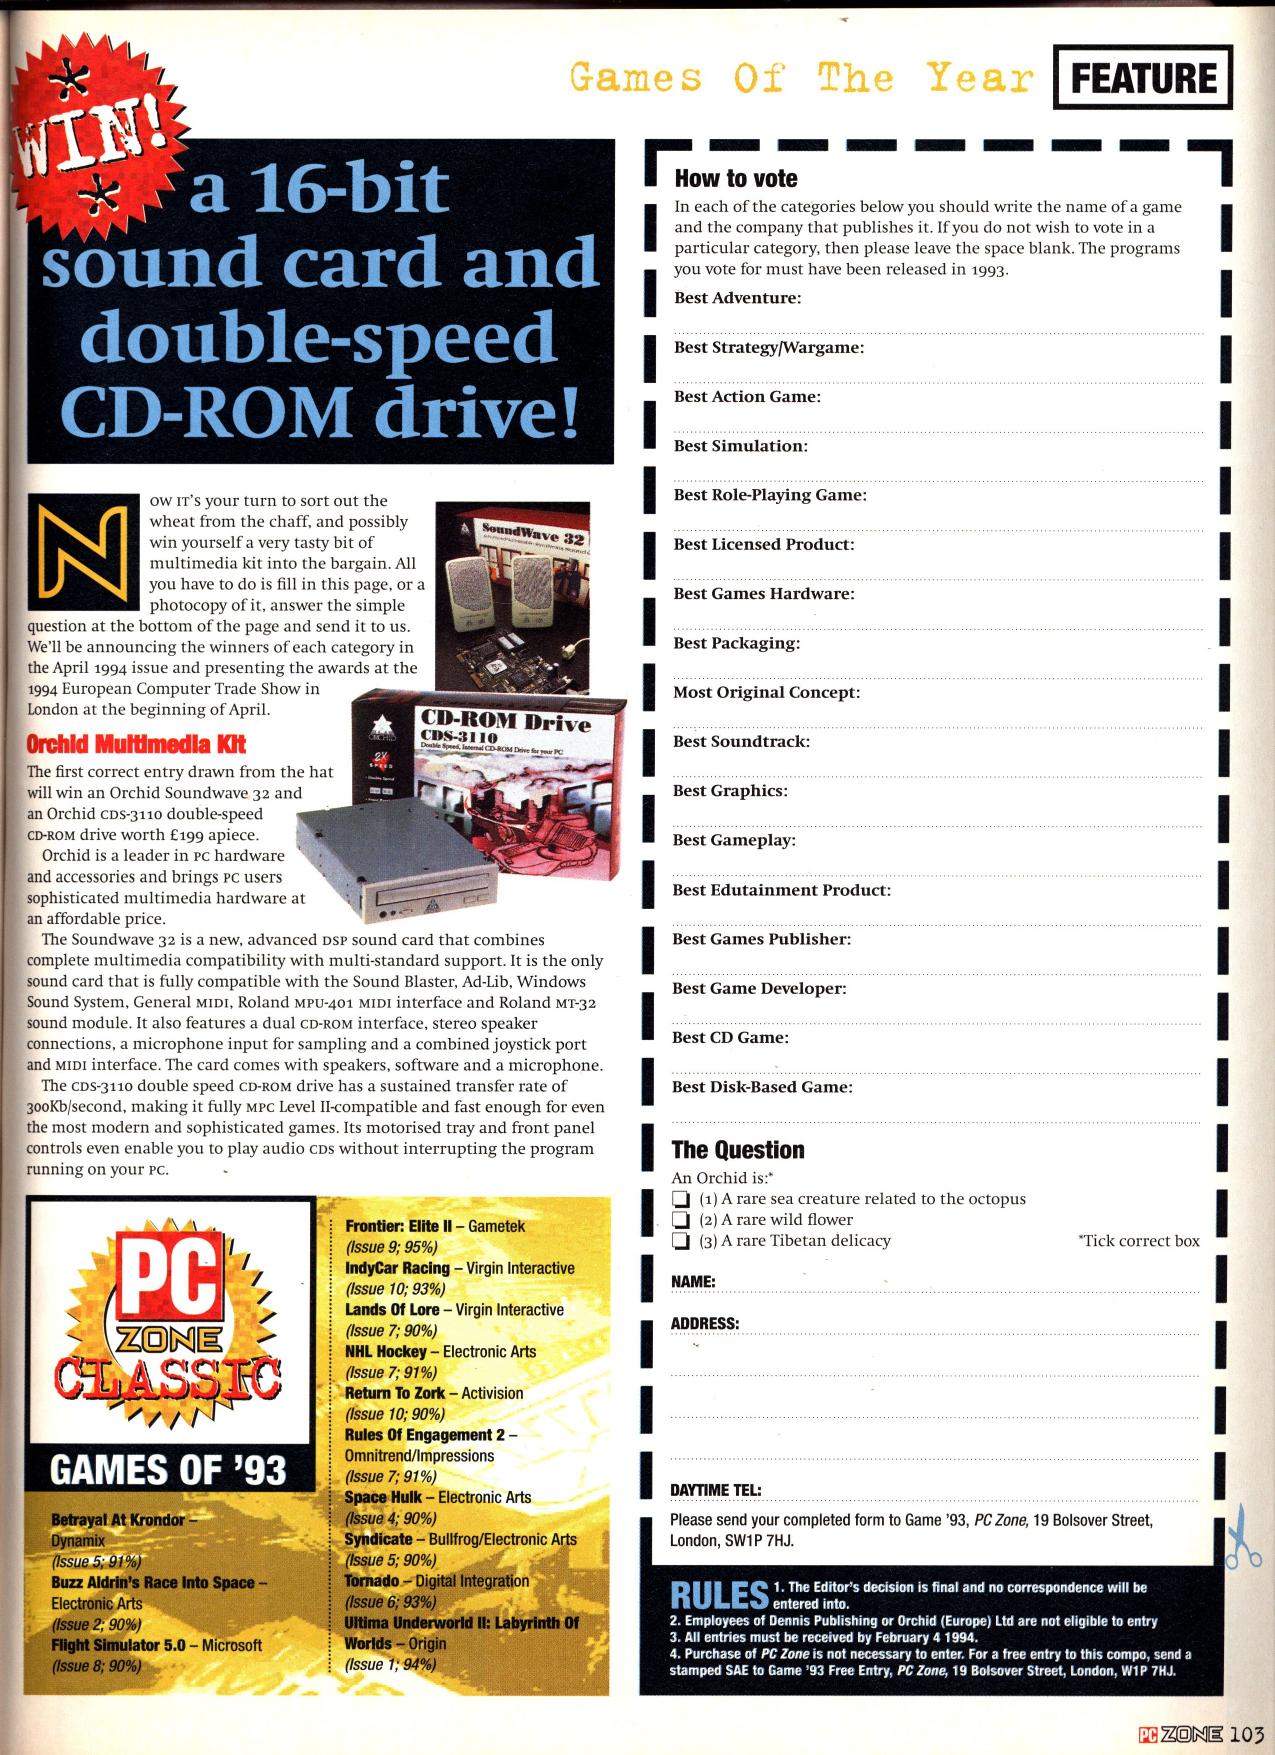 Games Of The Year
FEATURE
WIN!
a 16-bit
sound card and
double-speed
CD-ROM drive!
NOW IT'S your turn to sort out the
wheat from the chaff, and possibly
win yourself a very tasty bit of
multimedia kit into the bargain. All
you have to do is fill in this page, or a
photocopy of it, answer the simple
question at the bottom of the page and send it to us.
We'll be announcing the winners of each category in
the April 1994 issue and presenting the awards at the
1994 European Computer Trade Show in
London at the beginning of April.
SoundWave 32
ORCHID
2X
SPEED
CD-ROM Drive
CDS-3110
Double Speed, Internal CD-ROM Drive for your PC
Orchid Multimedia Kit
The first correct entry drawn from the hat
will win an Orchid Soundwave 32 and
an Orchid CDS-3110 double-speed
CD-ROM drive worth £199 apiece.
Orchid is a leader in PC hardware
and accessories and brings PC users
sophisticated multimedia hardware at
an affordable price.
The Soundwave 32 is a new, advanced DSP sound card that combines
complete multimedia compatibility with multi-standard support. It is the only
sound card that is fully compatible with the Sound Blaster, Ad-Lib, Windows
Sound System, General MIDI, Roland MPU-401 MIDI interface and Roland MT-32
sound module. It also features a dual CD-ROM interface, stereo speaker
connections, a microphone input for sampling and a combined joystick port
and MIDI interface. The card comes with speakers, software and a microphone.
The CDS-3110 double speed CD-ROM drive has a sustained transfer rate of
300Kb/second, making it fully MPC Level II-compatible and fast enough for even
the most modern and sophisticated games. Its motorised tray and front panel
controls even enable you to play audio CDs without interrupting the program
running on your PC.
PC
ZONE
CLASSIC
GAMES OF '93
Betrayal At Krondor –
Dynamix
(Issue 5; 91%)
Buzz Aldrin's Race Into Space –
Electronic Arts
(Issue 2; 90%)
Flight Simulator 5.0 – Microsoft
(Issue 8; 90%)
Frontier: Elite II – Gametek
(Issue 9; 95%)
IndyCar Racing – Virgin Interactive
(Issue 10; 93%)
Lands Of Lore – Virgin Interactive
(Issue 7; 90%)
NHL Hockey – Electronic Arts
(Issue 7; 91%)
Return To Zork – Activision
(Issue 10; 90%)
Rules Of Engagement 2 –
Omnitrend/Impressions
(Issue 7; 91%)
Space Hulk – Electronic Arts
(Issue 4; 90%)
Syndicate – Bullfrog/Electronic Arts
(Issue 5; 90%)
Tornado – Digital Integration
(Issue 6; 93%)
Ultima Underworld II: Labyrinth Of
Worlds – Origin
(Issue 1; 94%)
How to vote
In each of the categories below you should write the name of a game
and the company that publishes it. If you do not wish to vote in a
particular category, then please leave the space blank. The programs
you vote for must have been released in 1993.
Best Adventure:
Best Strategy/Wargame:
Best Action Game:
Best Simulation:
Best Role-Playing Game:
Best Licensed Product:
Best Games Hardware:
Best Packaging:
Most Original Concept:
Best Soundtrack:
Best Graphics:
Best Gameplay:
Best Edutainment Product:
Best Games Publisher:
Best Game Developer:
Best CD Game:
Best Disk-Based Game:
The Question
An Orchid is:*
(1) A rare sea creature related to the octopus
(2) A rare wild flower
(3) A rare Tibetan delicacy *Tick correct box
NAME:
ADDRESS:
DAYTIME TEL:
Please send your completed form to Game '93, PC Zone, 19 Bolsover Street,
London, SW1P 7HJ.
RULES 1. The Editor's decision is final and no correspondence will be
entered into.
2. Employees of Dennis Publishing or Orchid (Europe) Ltd are not eligible to entry
3. All entries must be received by February 4 1994.
4. Purchase of PC Zone is not necessary to enter. For a free entry to this compo, send a
stamped SAE to Game '93 Free Entry, PC Zone, 19 Bolsover Street, London, W1P 7HJ.
PC ZONE 103